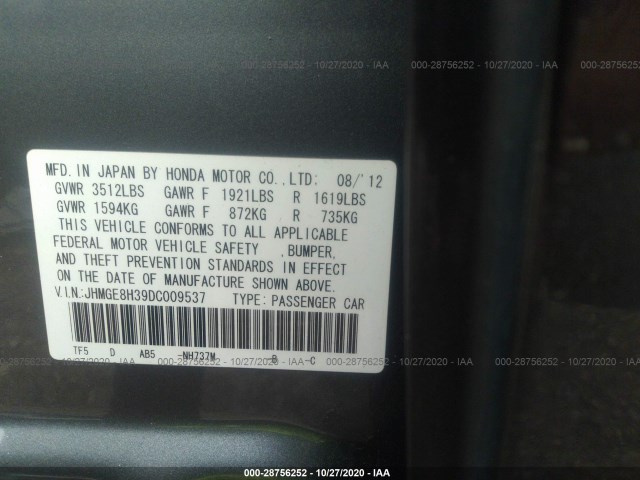 000-28756252 | 10/27/2020 - IAA
MFD. IN JAPAN BY HONDA MOTOR CO.,LTD: 08/'12
GVWR 3512LBS GAWR F 1921LBS R 1619LBS
GVWR 1594KG GAWR F 872KG R 735KG
THIS VEHICLE CONFORMS TO ALL APPLICABLE
FEDERAL MOTOR VEHICLE SAFETY ,BUMPER,
AND THEFT PREVENTION STANDARDS IN EFFECT
ON THE DATE OF MANUFACTURE SHOWN ABOVE.
V.I.N.:JHMGE8H39DC009537 TYPE: PASSENGER CAR
TF5 D AB5 NH737M B -C
000-28756252 | 10/27/2020 - IAA
000-28756252 | 10/27/2020 - IAA
000-28756252 | 10/27/2020 - IAA